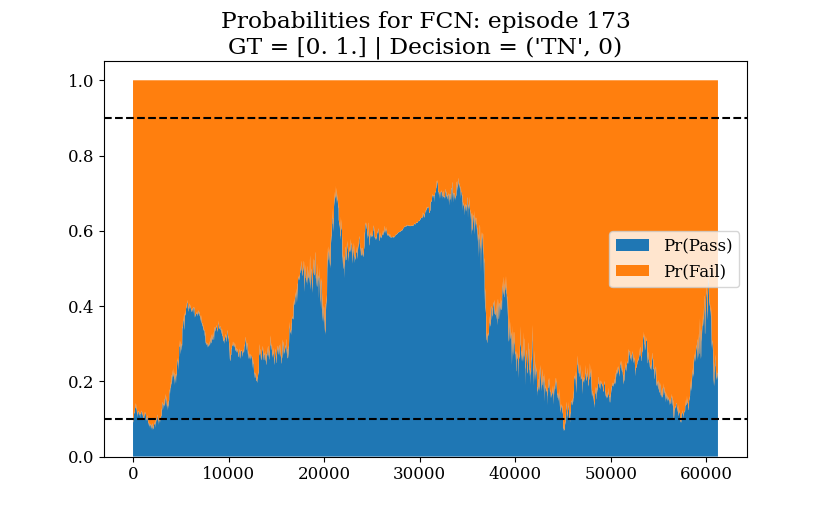 Probabilities for FCN: episode 173
GT = [0. 1.] | Decision = ('TN', 0)
1.0
0.8
0.6
0.4
0.2
0.0
Pr(Pass)
Pr(Fail)
0 10000 20000 30000 40000 50000 60000